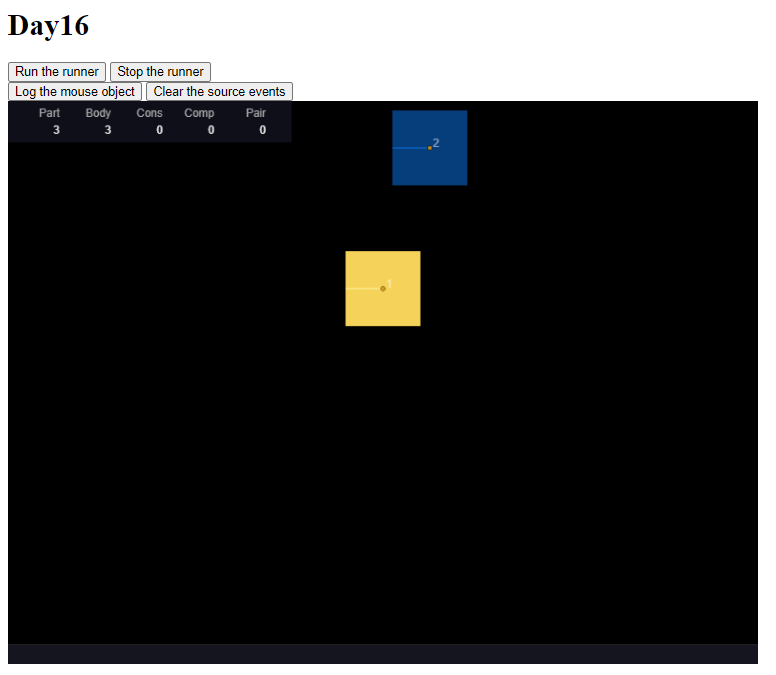 Day16
Run the runner Stop the runner
Log the mouse object Clear the source events
Part Body Cons Comp Pair
3 3 0 0 0
2
1